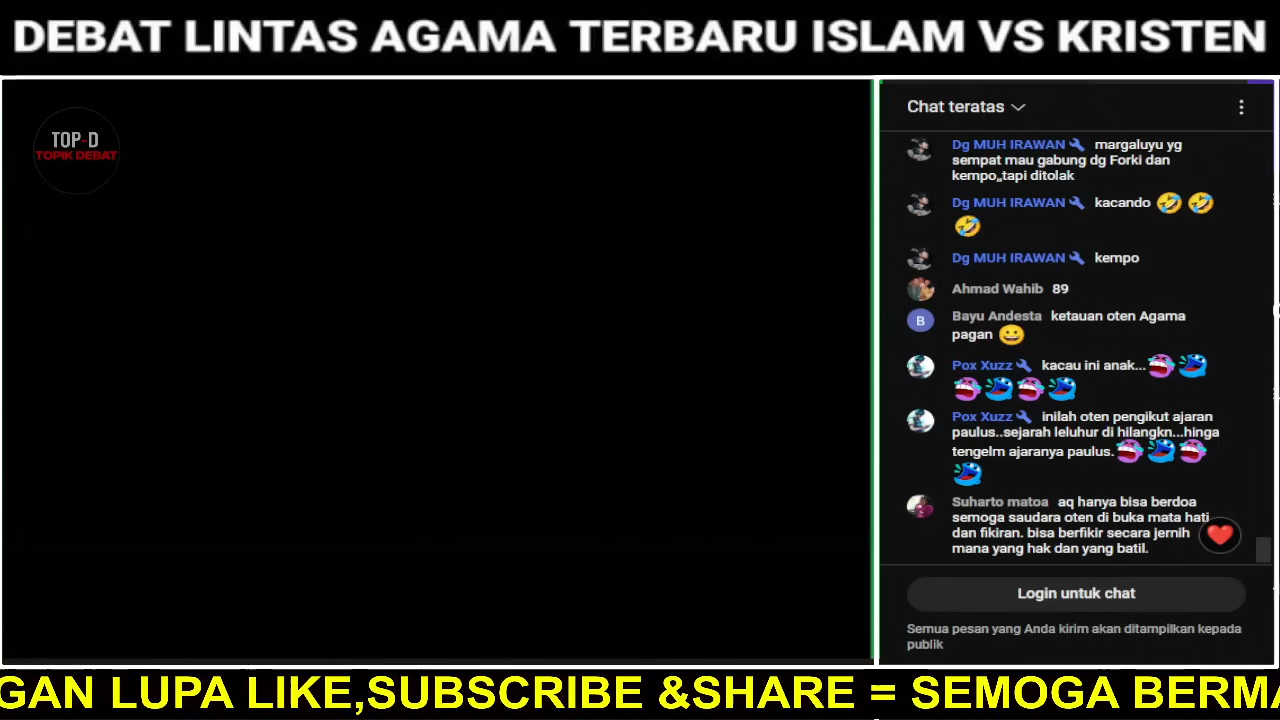 DEBAT LINTAS AGAMA TERBARU ISLAM VS KRISTEN
TOP-D
TOPIK DEBAT
Chat teratas
Dg MUH IRAWAN margaluyu yg
sempat mau gabung dg Forki dan
kempo,,tapi ditolak
Dg MUH IRAWAN kacando 🤣 🤣
🤣
Dg MUH IRAWAN kempo
Ahmad Wahib 89
B
Bayu Andesta ketauan oten Agama
pagan 😀
Pox Xuzz kacau ini anak...
Pox Xuzz inilah oten pengikut ajaran
paulus..sejarah leluhur di hilangkn...hinga
tengelm ajaranya paulus.
Suharto matoa aq hanya bisa berdoa
semoga saudara oten di buka mata hati
dan fikiran. bisa berfikir secara jernih
mana yang hak dan yang batil.
Login untuk chat
Semua pesan yang Anda kirim akan ditampilkan kepada
publik
GAN LUPA LIKE,SUBSCRIBE &SHARE = SEMOGA BERMA